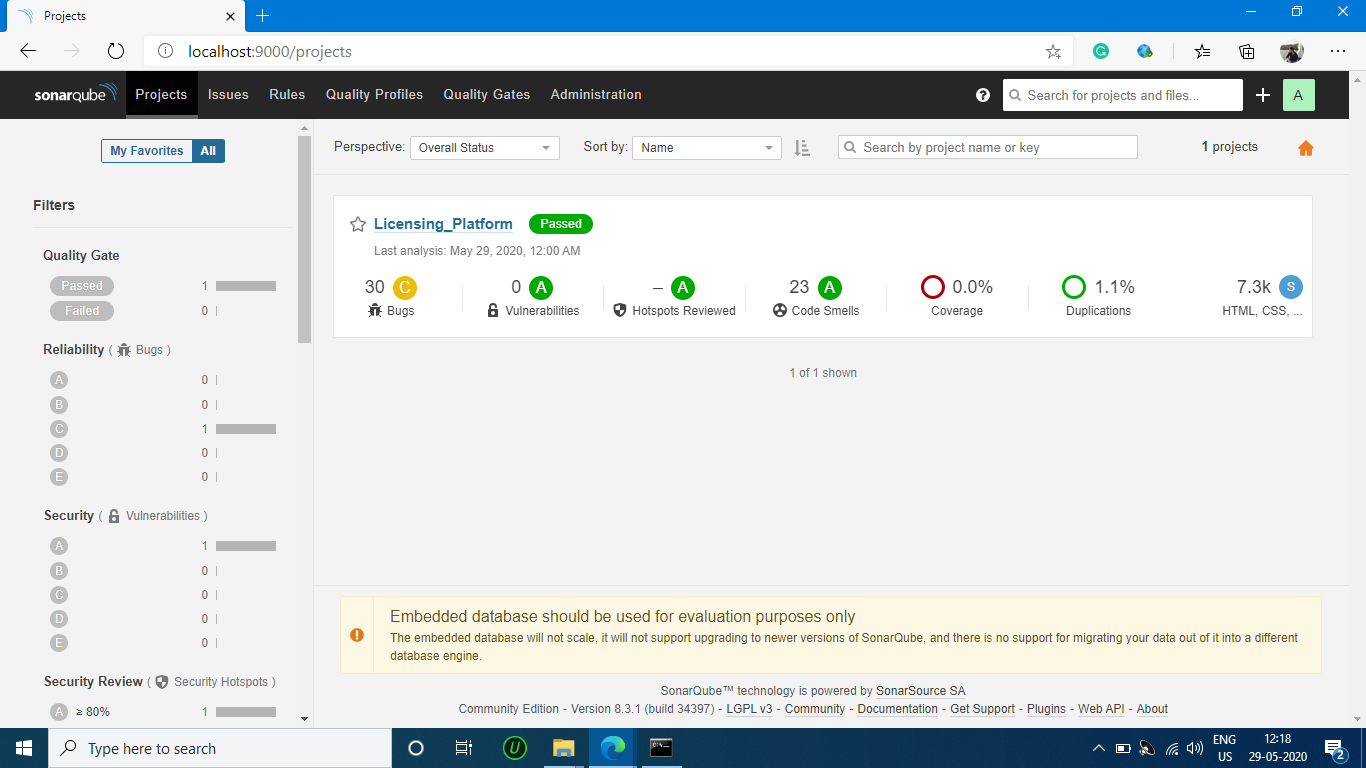 Projects
localhost:9000/projects
sonarqube Projects Issues Rules Quality Profiles Quality Gates Administration Search for projects and files... A
My Favorites All
Perspective: Overall Status Sort by: Name Search by project name or key 1 projects
Filters
Quality Gate
Passed 1
Failed 0
Reliability ( Bugs )
A 0
B 0
C 1
D 0
E 0
Security ( Vulnerabilities )
A 1
B 0
C 0
D 0
E 0
Security Review ( Security Hotspots )
A ≥ 80% 1
Licensing_Platform Passed
Last analysis: May 29, 2020, 12:00 AM
30 C 0 A – A 23 A 0.0% 1.1% 7.3k S
Bugs Vulnerabilities Hotspots Reviewed Code Smells Coverage Duplications HTML, CSS, ...
1 of 1 shown
Embedded database should be used for evaluation purposes only
The embedded database will not scale, it will not support upgrading to newer versions of SonarQube, and there is no support for migrating your data out of it into a different
database engine.
SonarQube™ technology is powered by SonarSource SA
Community Edition - Version 8.3.1 (build 34397) - LGPL v3 - Community - Documentation - Get Support - Plugins - Web API - About
Type here to search
ENG
US
12:18
29-05-2020
2